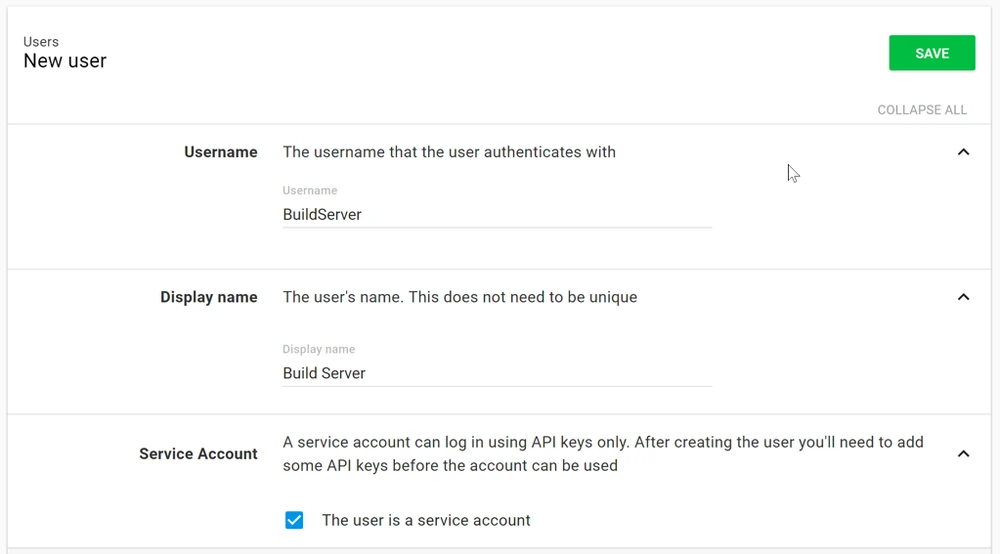 Users
New user
SAVE
COLLAPSE ALL
Username
The username that the user authenticates with
Username
BuildServer
Display name
The user's name. This does not need to be unique
Display name
Build Server
Service Account
A service account can log in using API keys only. After creating the user you'll need to add
some API keys before the account can be used
The user is a service account